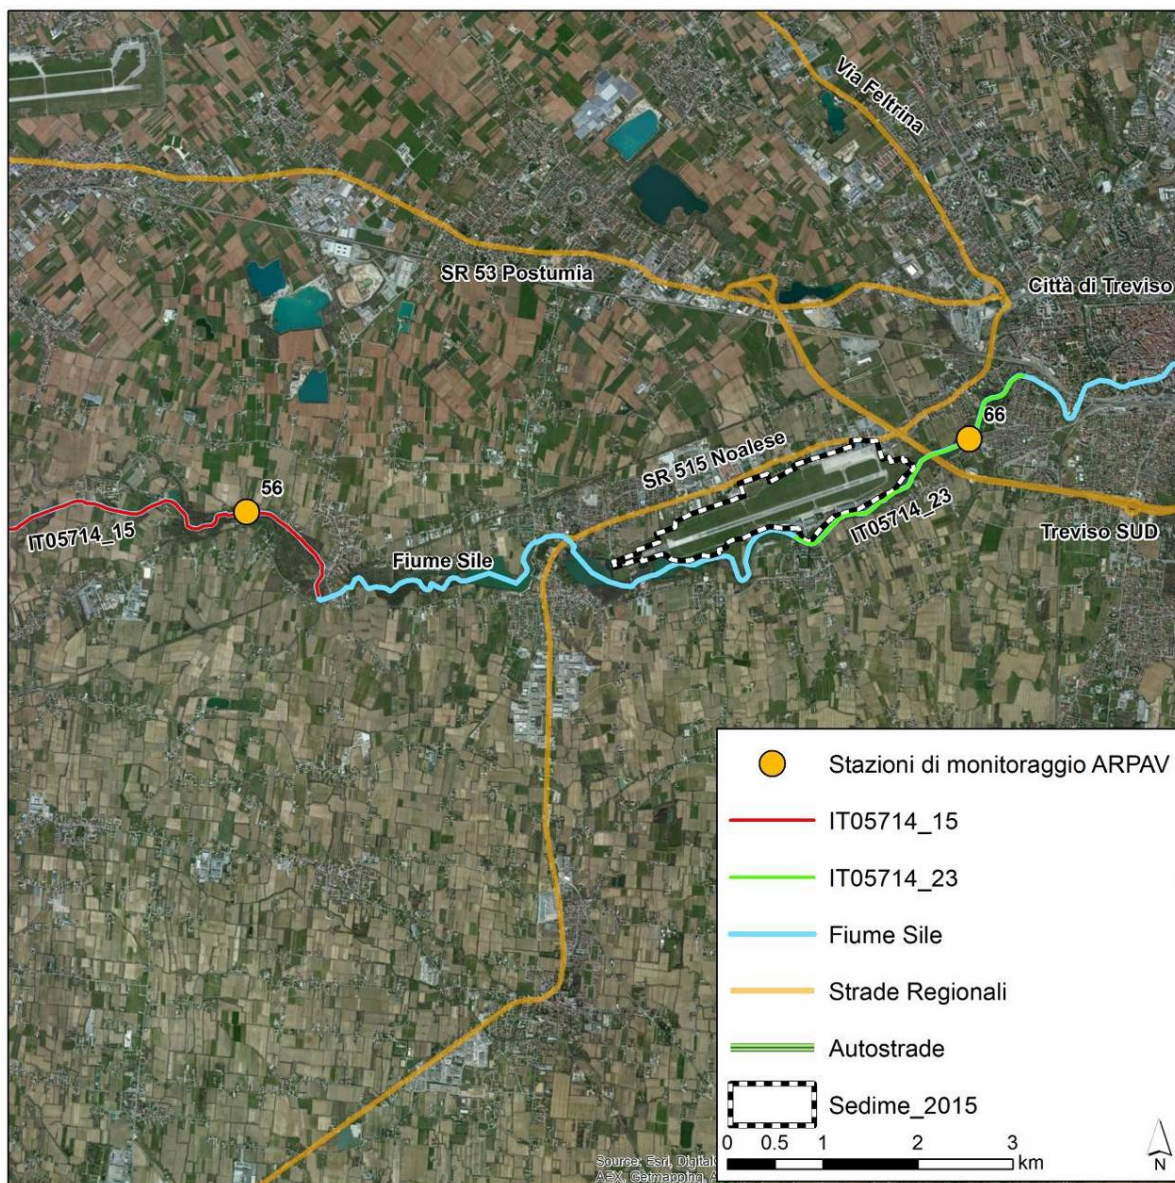 Via Feltrina
SR 53 Postumia
Città di Treviso
66
SR 515 Noalese
56
IT05714_15
IT05714_23
Treviso SUD
Fiume Sile
Stazioni di monitoraggio ARPAV
IT05714_15
IT05714_23
Fiume Sile
Strade Regionali
Autostrade
Sedime_2015
0 0.5 1 2 3
km
N
Source: Esri, Digital
AEX, Getmapping, A